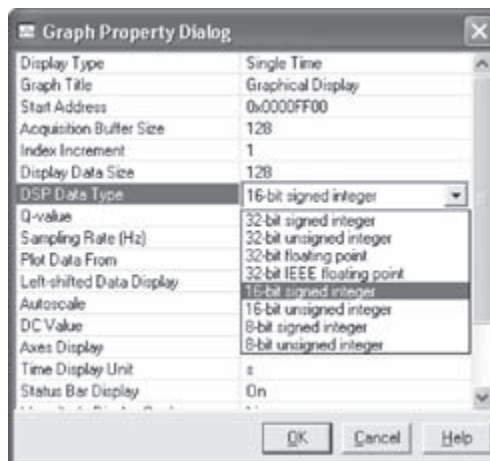 Graph Property Dialog
Display Type Single Time
Graph Title Graphical Display
Start Address 0x0000FF00
Acquisition Buffer Size 128
Index Increment 1
Display Data Size 128
DSP Data Type 16-bit signed integer
Q-value
32-bit signed integer
Sampling Rate (Hz)
32-bit unsigned integer
Plot Data From
32-bit floating point
32-bit IEEE floating point
Left-shifted Data Display
16-bit signed integer
Autoscale
16-bit unsigned integer
DC Value
8-bit signed integer
Axes Display
8-bit unsigned integer
Time Display Unit s
Status Bar Display On
OK Cancel Help